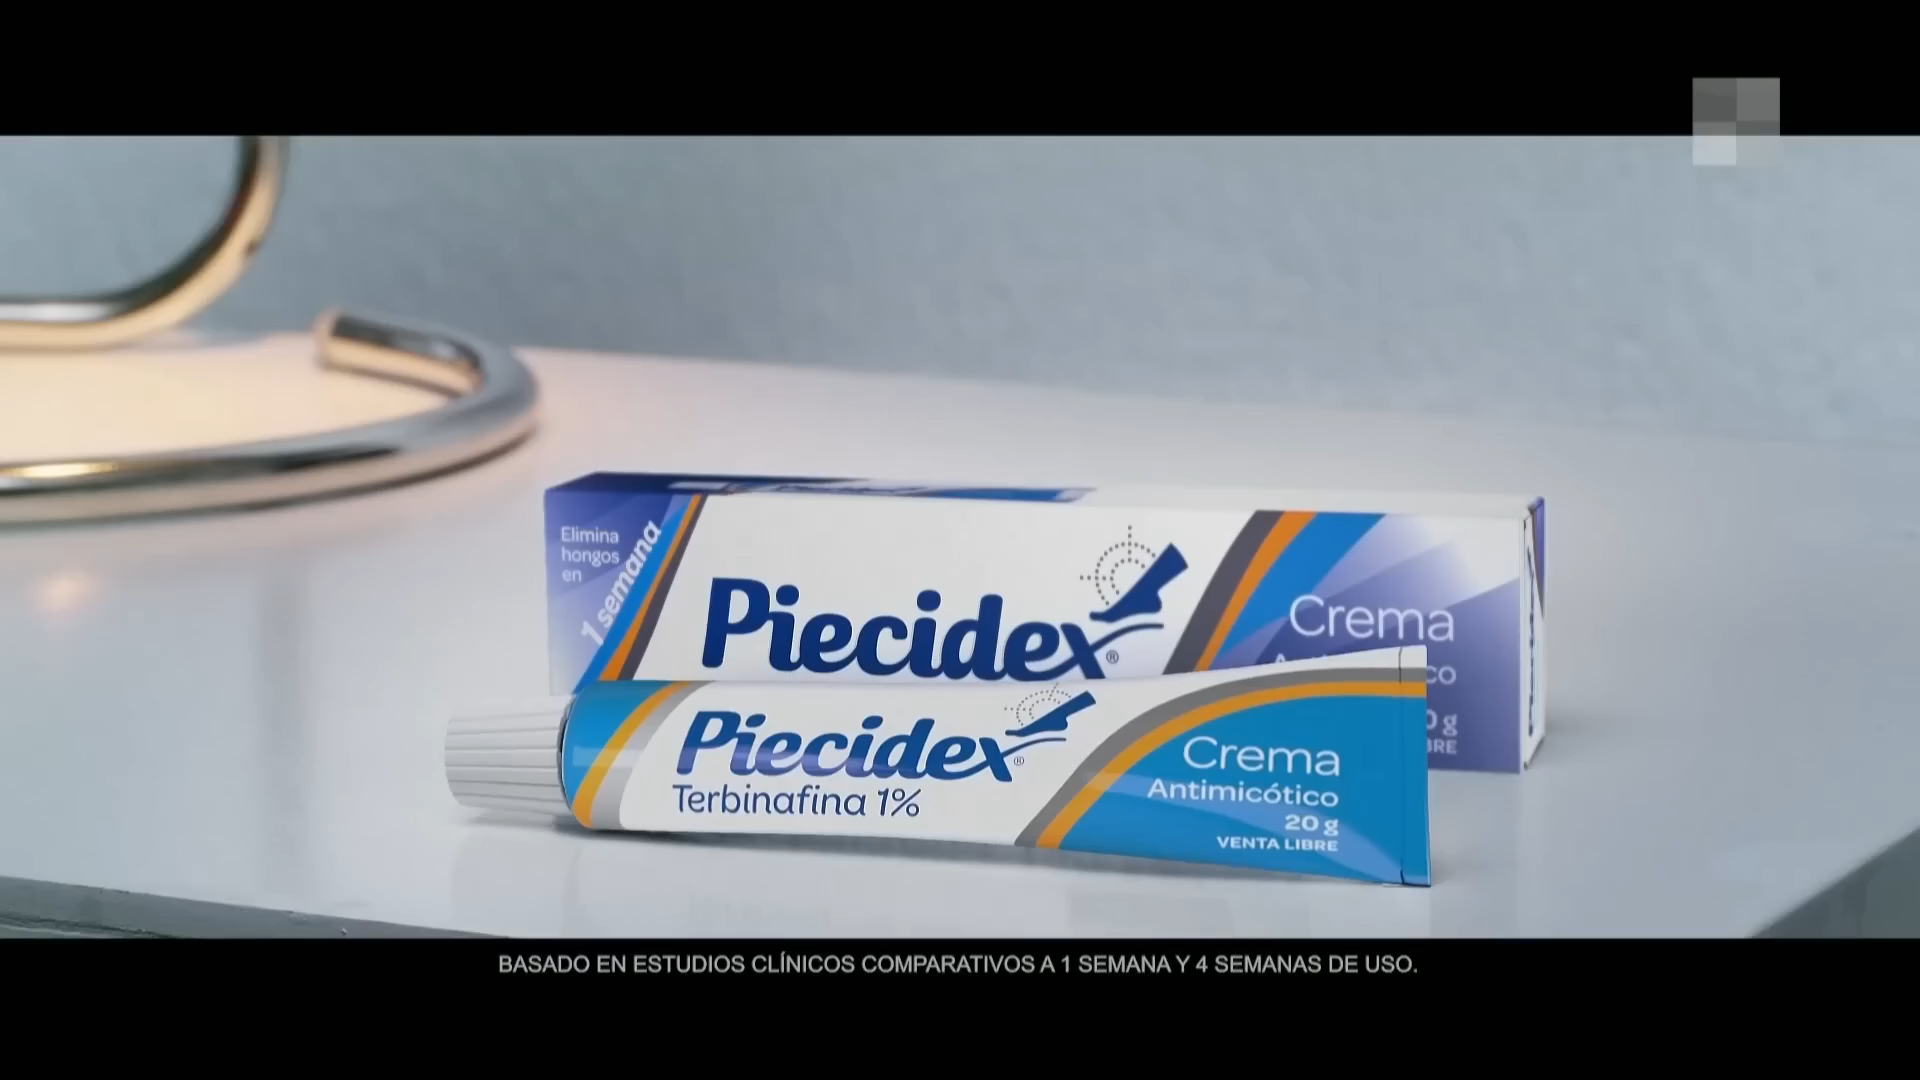 Elimina
hongos
en
1 semana
Piecidex®
Crema
Piecidex®
Terbinafina 1%
Crema
Antimicótico
20 g
VENTA LIBRE
BASADO EN ESTUDIOS CLÍNICOS COMPARATIVOS A 1 SEMANA Y 4 SEMANAS DE USO.